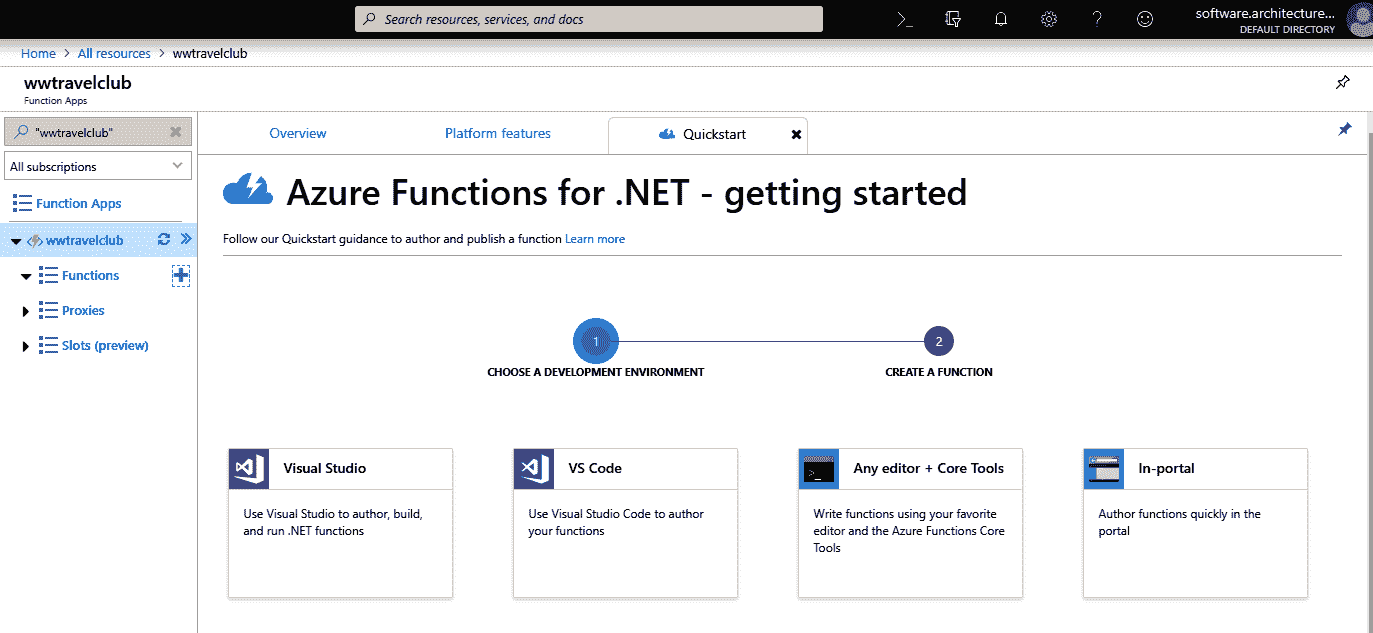 Search resources, services, and docs
>_
?
software.architecture...
DEFAULT DIRECTORY
Home > All resources > wwtravelclub
wwtravelclub
Function Apps
"wwtravelclub"
All subscriptions
Function Apps
wwtravelclub
Functions
Proxies
Slots (preview)
Overview
Platform features
Quickstart
Azure Functions for .NET - getting started
Follow our Quickstart guidance to author and publish a function Learn more
1
2
CHOOSE A DEVELOPMENT ENVIRONMENT
CREATE A FUNCTION
Visual Studio
Use Visual Studio to author, build,
and run .NET functions
VS Code
Use Visual Studio Code to author
your functions
Any editor + Core Tools
Write functions using your favorite
editor and the Azure Functions Core
Tools
In-portal
Author functions quickly in the
portal